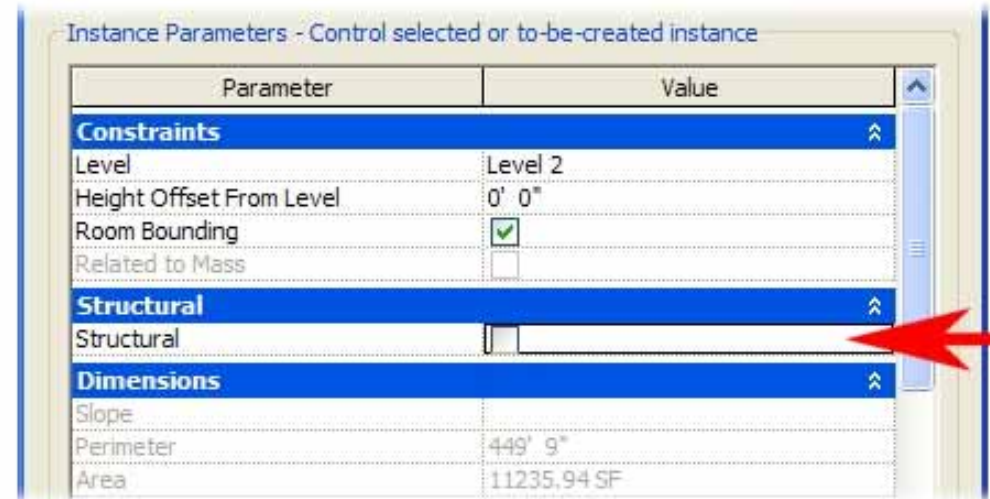 Instance Parameters - Control selected or to-be-created instance
Parameter Value
Constraints
Level Level 2
Height Offset From Level 0' 0"
Room Bounding
Related to Mass
Structural
Structural
Dimensions
Slope
Perimeter 449' 9"
Area 11235.94 SF